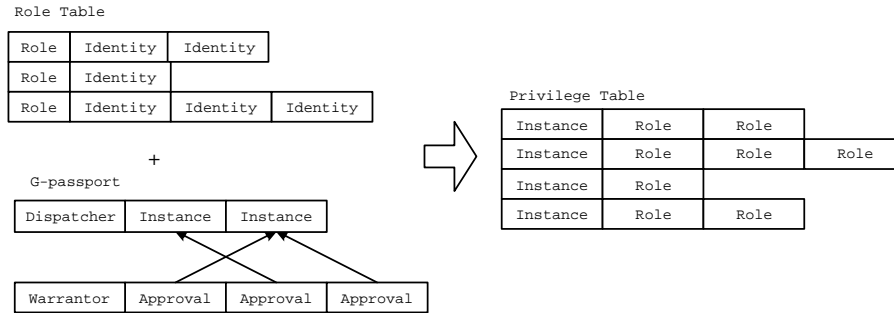 Role Table
Role Identity Identity
Role Identity
Role Identity Identity Identity
+
G-passport
Dispatcher Instance Instance
Warrantor Approval Approval Approval
Privilege Table
Instance Role Role
Instance Role Role Role
Instance Role
Instance Role Role